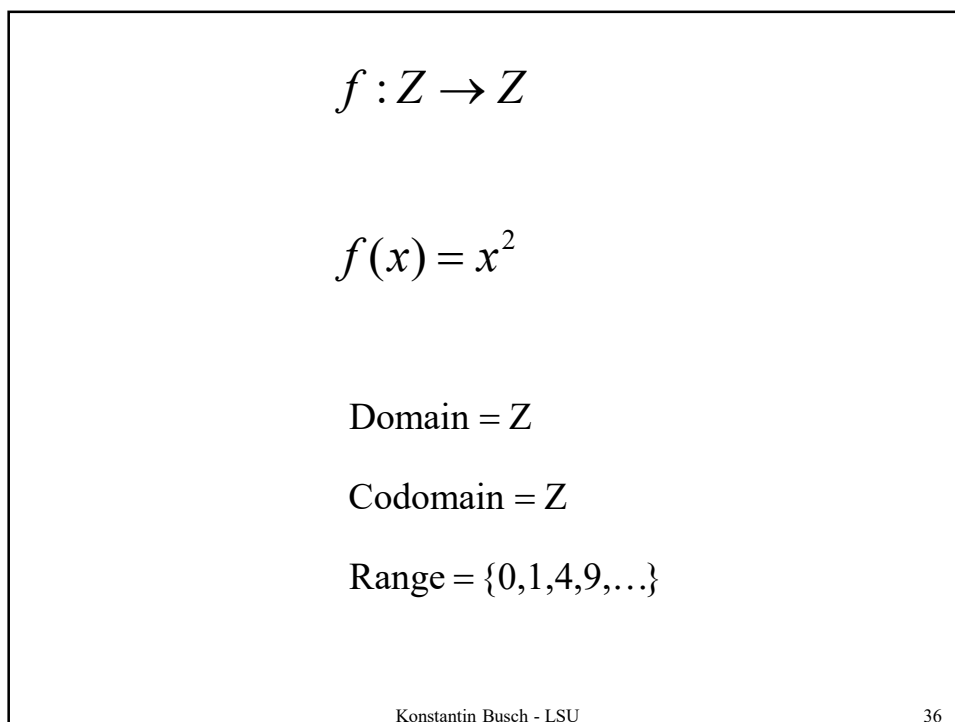 f : Z → Z
f(x) = x²
Domain = Z
Codomain = Z
Range = {0,1,4,9,…}
Konstantin Busch - LSU 36